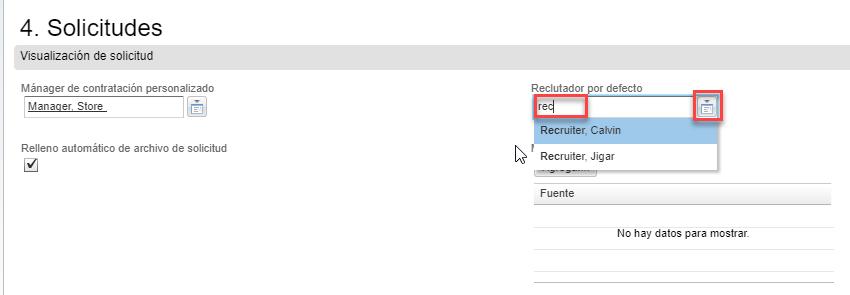 4. Solicitudes
Visualización de solicitud
Mánager de contratación personalizado
Reclutador por defecto
Manager, Store
rec
Recruiter, Calvin
Relleno automático de archivo de solicitud
Recruiter, Jigar
Fuente
No hay datos para mostrar.